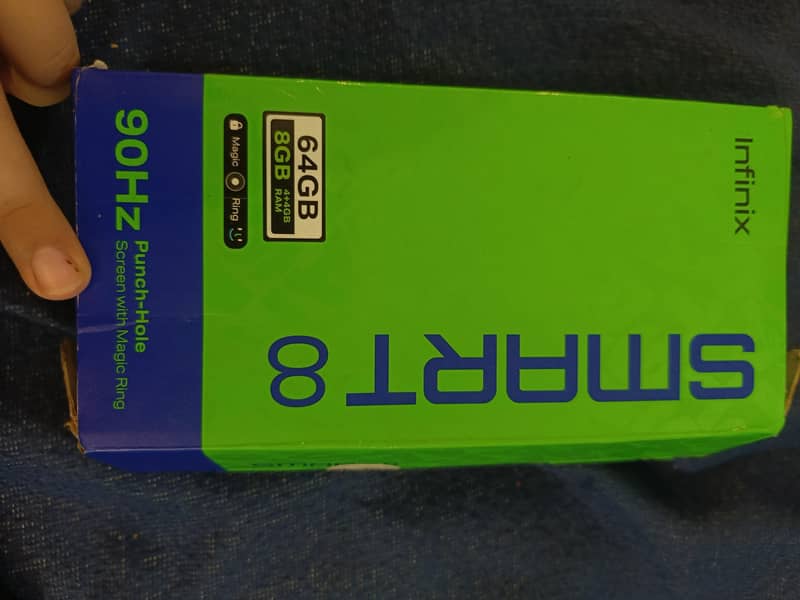 Infinix
SMART 8
64GB
8GB 4+4GB RAM
Magic Ring
90Hz Punch-Hole
Screen with Magic Ring